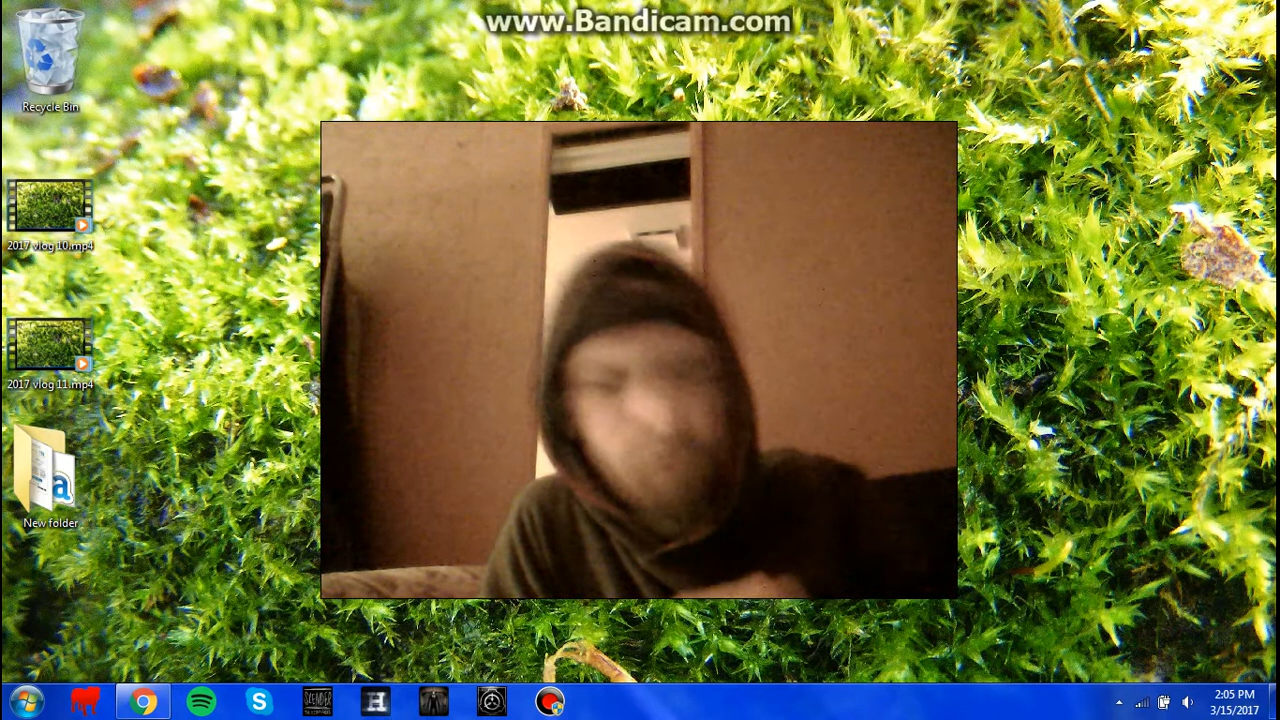 www.Bandicam.com
Recycle Bin
2017 vlog 10.mp4
2017 vlog 11.mp4
New folder
SLENDER
H
S
2:05 PM
3/15/2017